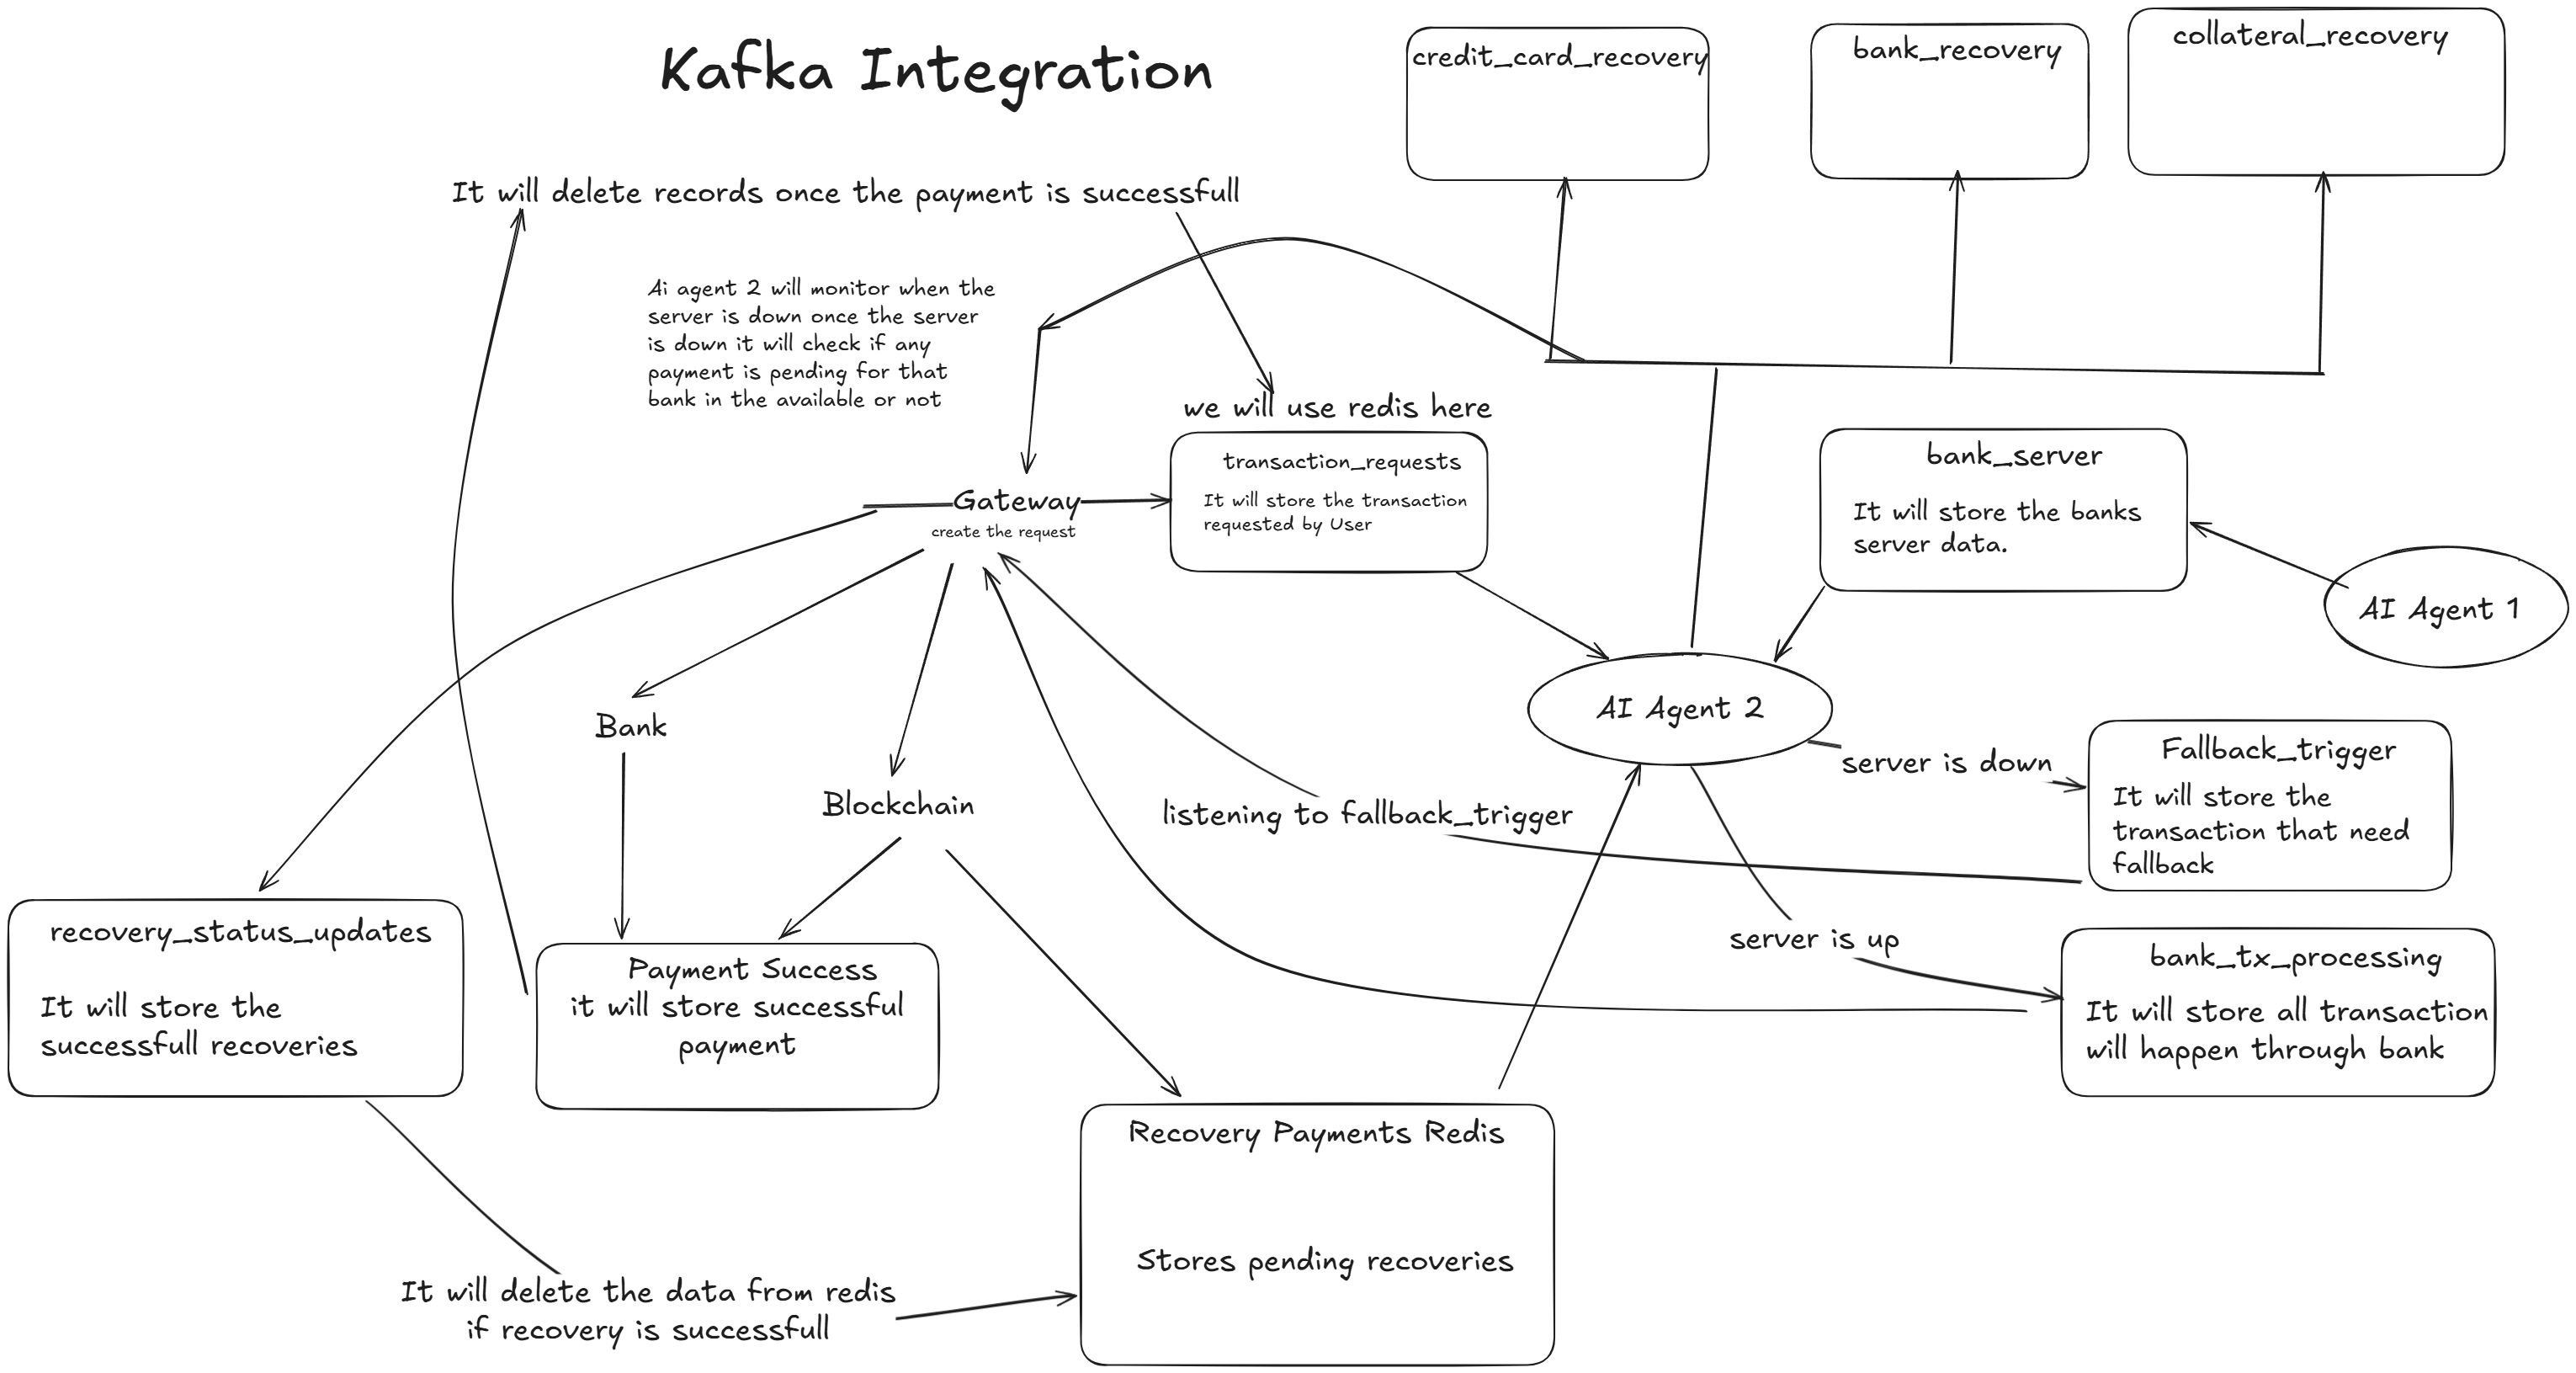 Kafka Integration
credit_card_recovery
bank_recovery
collateral_recovery
It will delete records once the payment is successfull
Ai agent 2 will monitor when the
server is down once the server
is down it will check if any
payment is pending for that
bank in the available or not
we will use redis here
transaction_requests
It will store the transaction
requested by User
bank_server
It will store the banks
server data.
Gateway
create the request
AI Agent 1
AI Agent 2
Bank
Blockchain
server is down
Fallback_trigger
It will store the
transaction that need
fallback
listening to fallback_trigger
server is up
bank_tx_processing
It will store all transaction
will happen through bank
recovery_status_updates
It will store the
successfull recoveries
Payment Success
it will store successful
payment
Recovery Payments Redis
Stores pending recoveries
It will delete the data from redis
if recovery is successfull